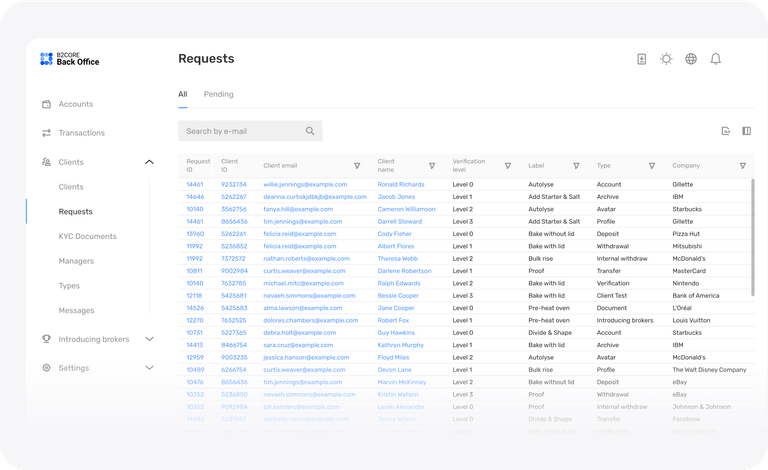 B2CORE
Back Office
Requests
Accounts
Transactions
Clients
Clients
Requests
KYC Documents
Managers
Types
Messages
Introducing brokers
Settings
All Pending
Search by e-mail
Request ID Client ID Client email Client name Verification level Label Type Company
14461 9232734 willie.jennings@example.com Ronald Richards Level 0 Autolyse Account Gillette
14646 5262267 deanna.curtiskjdbkjb@example.com Jacob Jones Level 1 Add Starter & Salt Archive IBM
10140 3562756 tanya.hill@example.com Cameron Williamson Level 2 Autolyse Avatar Starbucks
14461 8656436 tim.jennings@example.com Darrell Steward Level 3 Add Starter & Salt Profile Gillette
13960 5262261 felicia.reid@example.com Cody Fisher Level 0 Bake without lid Deposit Pizza Hut
11992 5236852 felicia.reid@example.com Albert Flores Level 1 Bake with lid Withdrawal Mitsubishi
11992 7372572 nathan.roberts@example.com Theresa Webb Level 2 Bulk rise Internal withdrawal McDonald's
10811 9002984 curtis.weaver@example.com Darlene Robertson Level 1 Proof Transfer MasterCard
10140 7632785 michael.mitc@example.com Ralph Edwards Level 2 Bake with lid Verification Nintendo
12118 5425681 nevaeh.simmons@example.com Bessie Cooper Level 3 Bake with lid Client Test Bank of America
14526 5425683 alma.lawson@example.com Jane Cooper Level 0 Pre-heat oven Document L'Oréal
12270 7632525 dolores.chambers@example.com Robert Fox Level 1 Pre-heat oven Introducing brokers Louis Vuitton
10731 5227365 debra.holt@example.com Guy Hawkins Level 0 Divide & Shape Account Starbucks
14413 8466754 sara.cruz@example.com Kathryn Murphy Level 1 Bake with lid Archive IBM
12959 9003235 jessica.hanson@example.com Floyd Miles Level 2 Autolyse Avatar McDonald's
10489 6266754 curtis.weaver@example.com Devon Lane Level 1 Bulk rise Profile The Walt Disney Company
10476 8656436 tim.jennings@example.com Marvin McKinney Level 2 Bake without lid Deposit eBay
10352 5236850 nevaeh.simmons@example.com Kristin Watson Level 3 Proof Withdrawal eBay
10352 9092984 bill.sanders@example.com Leslie Alexander Level 0 Proof Internal withdraw Johnson & Johnson
Level 0 Divide & Shape Transfer Facebook